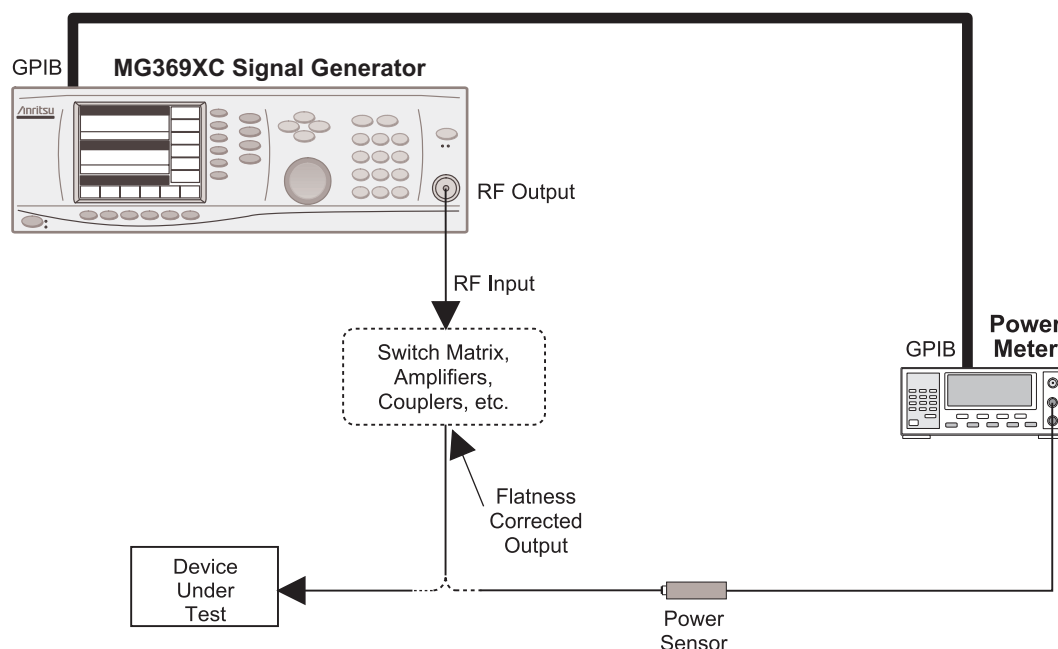 GPIB
MG369XC Signal Generator
Anritsu
RF Output
RF Input
Switch Matrix,
Amplifiers,
Couplers, etc.
GPIB
Power
Meter
Flatness
Corrected
Output
Device
Under
Test
Power
Sensor